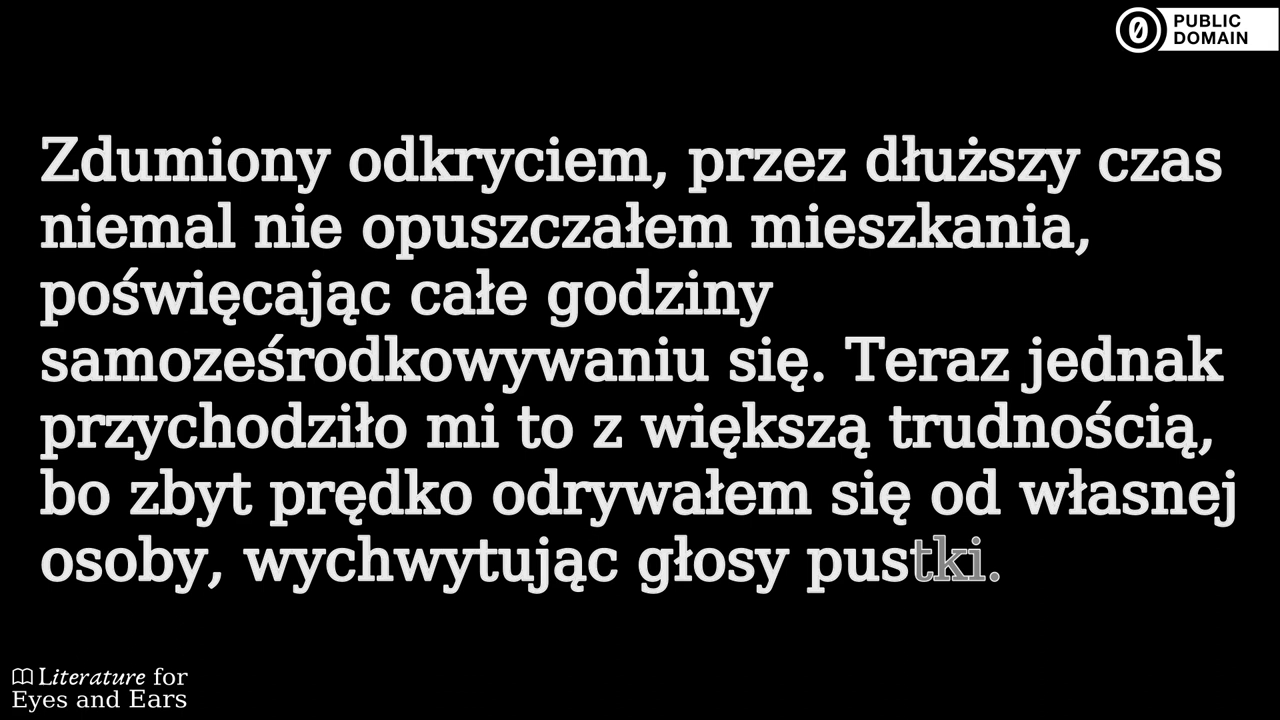 PUBLIC
DOMAIN
Zdumiony odkryciem, przez dłuższy czas
niemal nie opuszczałem mieszkania,
poświęcając całe godziny
samoześrodkowywaniu się. Teraz jednak
przychodziło mi to z większą trudnością,
bo zbyt prędko odrywałem się od własnej
osoby, wychwytując głosy pustki.
Literature for
Eyes and Ears